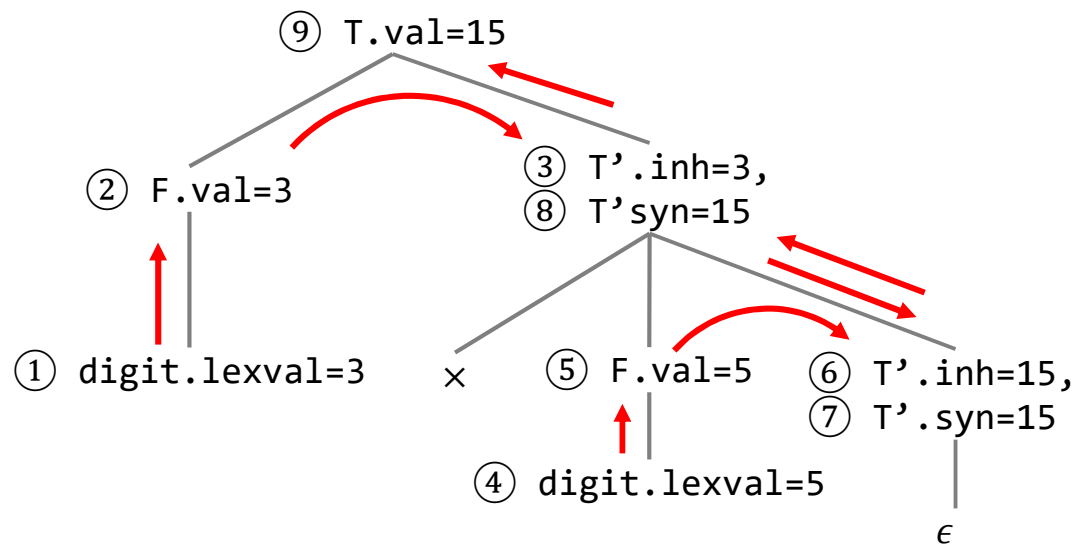 ⑨ T.val=15
② F.val=3
③ T’.inh=3,
⑧ T’syn=15
① digit.lexval=3
×
⑤ F.val=5
⑥ T’.inh=15,
⑦ T’.syn=15
④ digit.lexval=5
ϵ